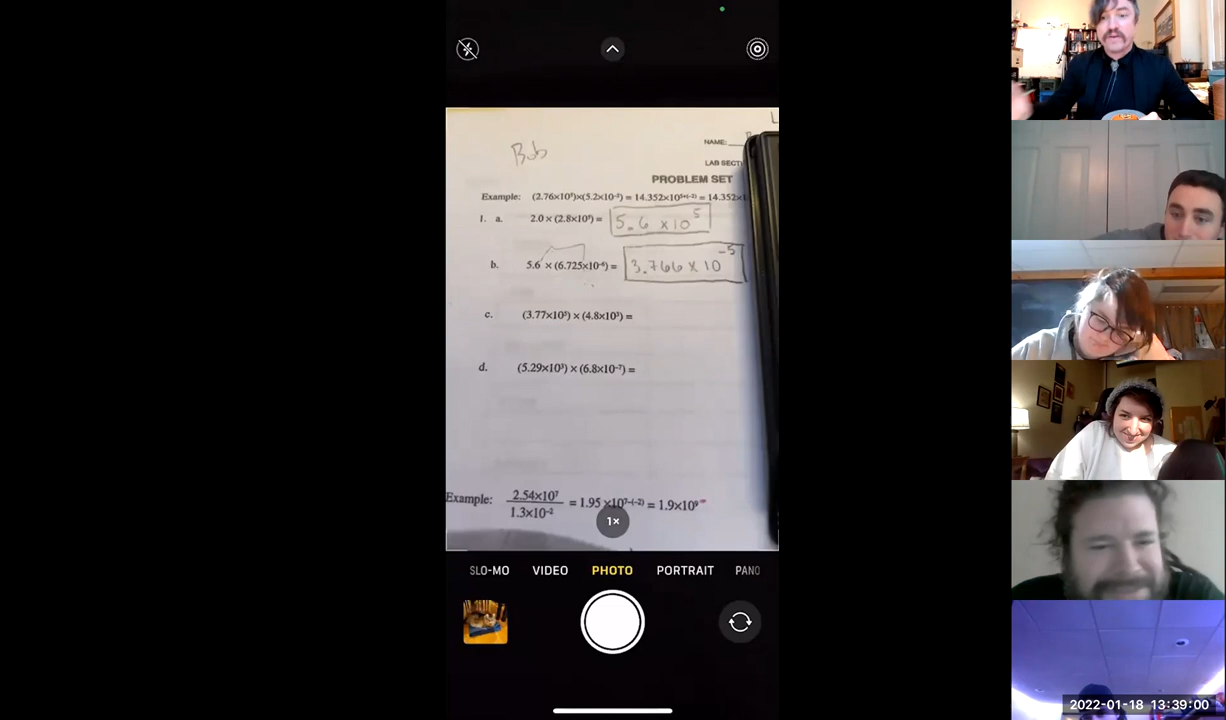 Bob
NAME:
LAB SECTI
PROBLEM SET
Example: (2.76×10⁵)×(5.2×10⁻²) = 14.352×10⁵⁺⁽⁻²⁾ = 14.352×1
1. a. 2.0 × (2.8×10⁵) = 5.6 ×10⁵
b. 5.6 × (6.725×10⁻⁶) = 3.766 × 10⁻⁵
c. (3.77×10⁵) × (4.8×10³) =
d. (5.29×10³) × (6.8×10⁻⁷) =
Example: 2.54×10⁷ / 1.3×10⁻² = 1.95 ×10⁷⁻⁽⁻²⁾ = 1.9×10⁹
1×
SLO-MO VIDEO PHOTO PORTRAIT PANO
2022-01-18 13:39:00